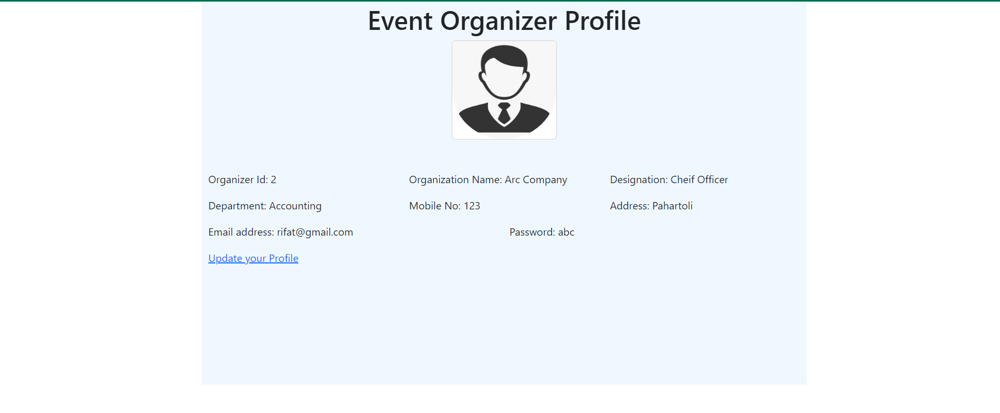 Event Organizer Profile
Organizer Id: 2 Organization Name: Arc Company Designation: Cheif Officer
Department: Accounting Mobile No: 123 Address: Pahartoli
Email address: rifat@gmail.com Password: abc
Update your Profile